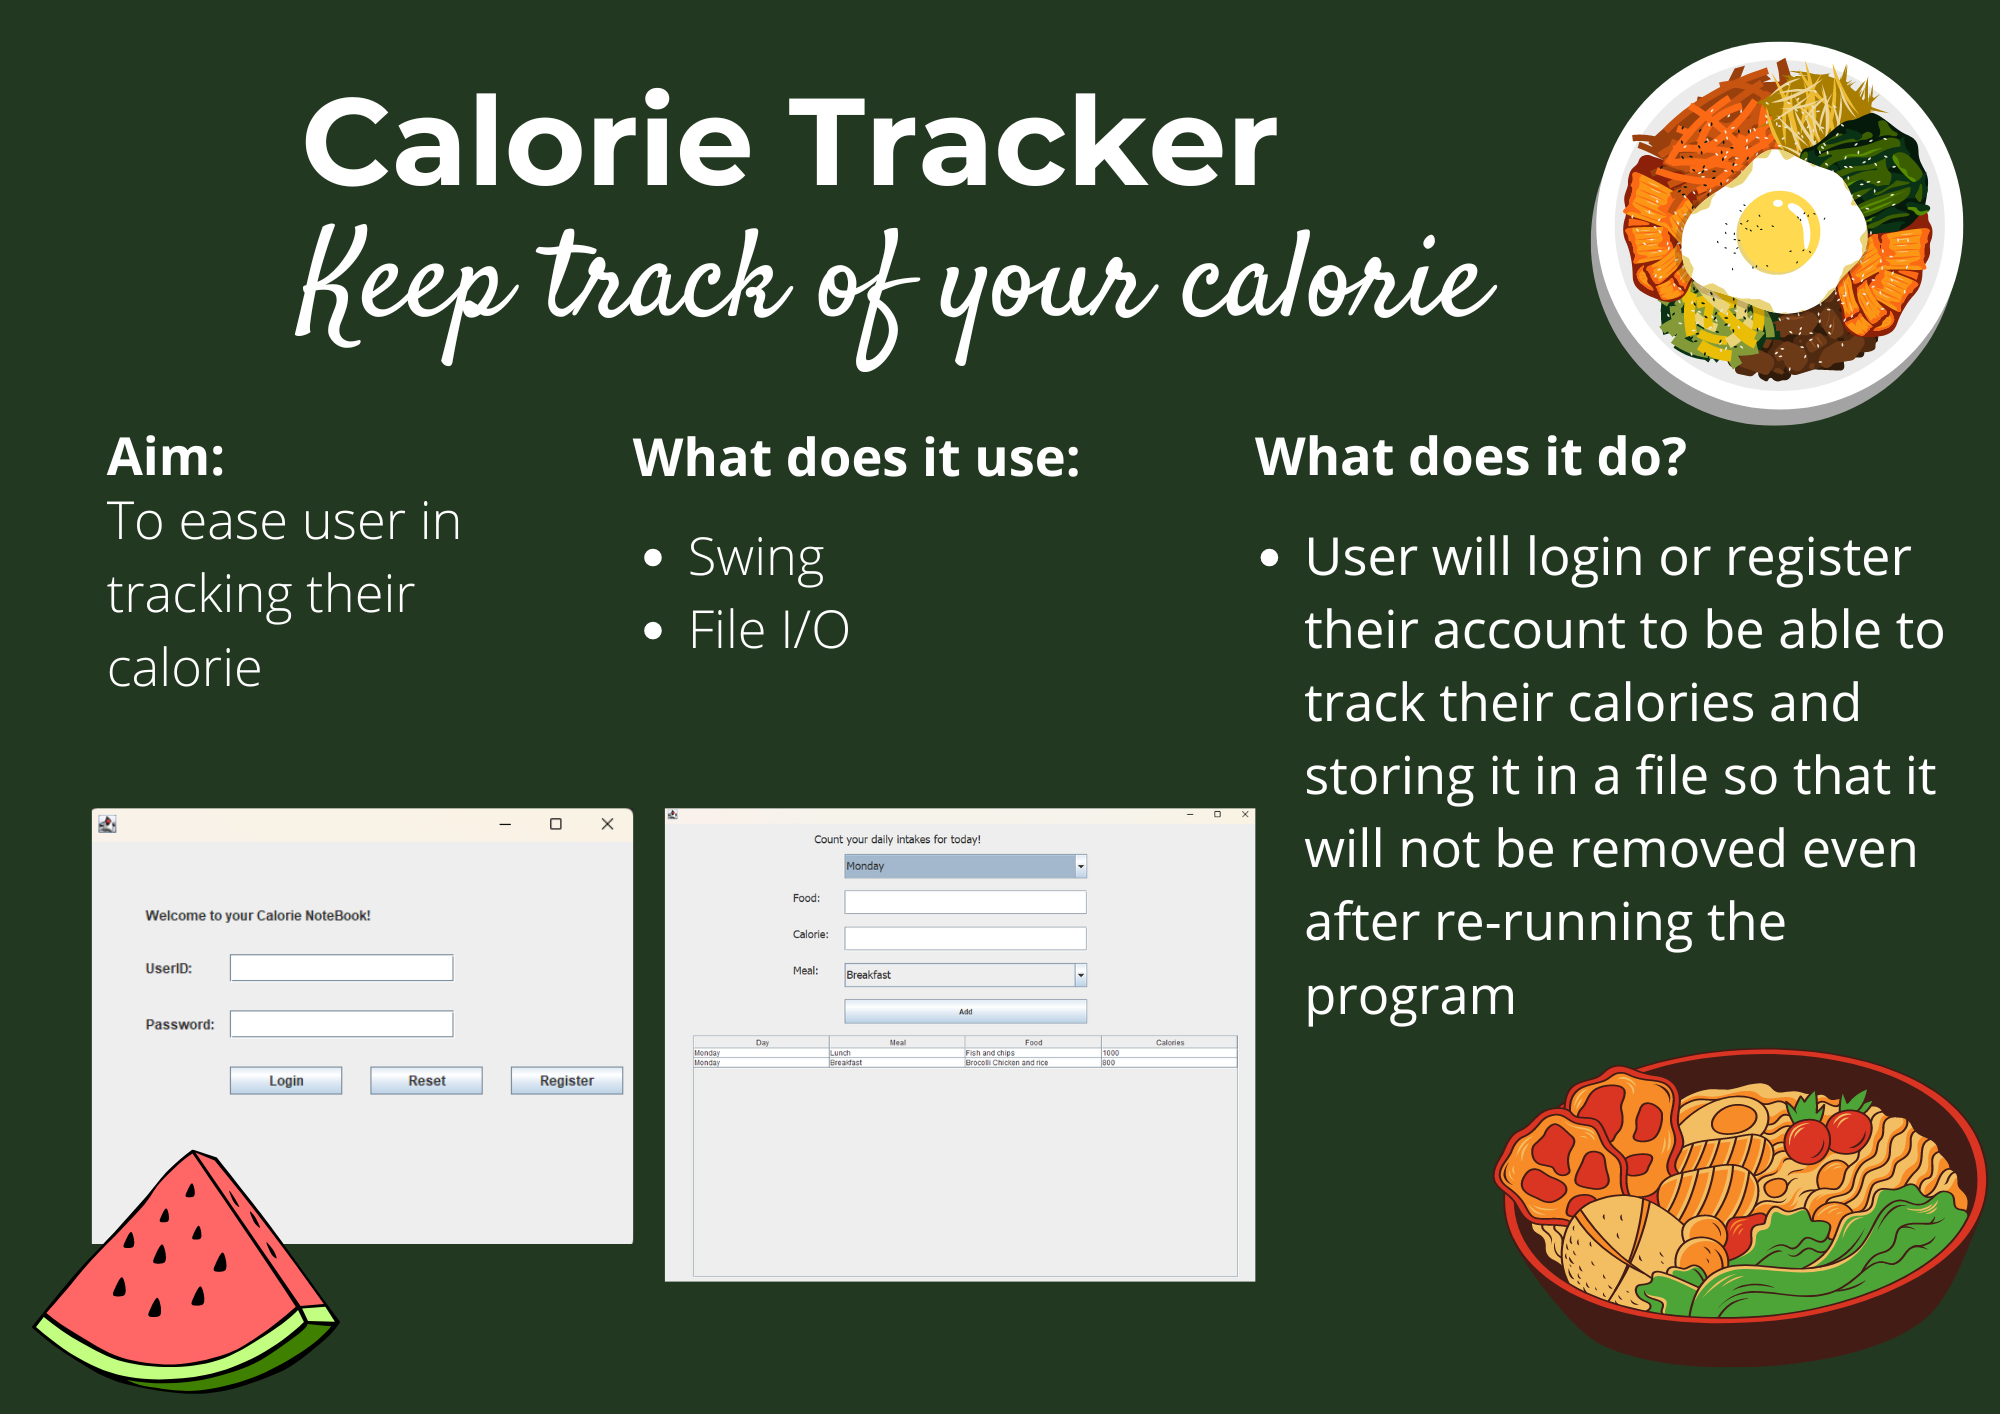 Calorie Tracker
Keep track of your calorie
Aim:
To ease user in
tracking their
calorie
What does it use:
• Swing
• File I/O
What does it do?
• User will login or register
their account to be able to
track their calories and
storing it in a file so that it
will not be removed even
after re-running the
program
Welcome to your Calorie NoteBook!
UserID:
Password:
Login Reset Register
Count your daily intakes for today!
Monday
Food:
Calorie:
Meal: Breakfast
Add
Day Meal Food Calories
Monday Lunch Fish and chips 1000
Monday Breakfast Brocolli Chicken and rice 800